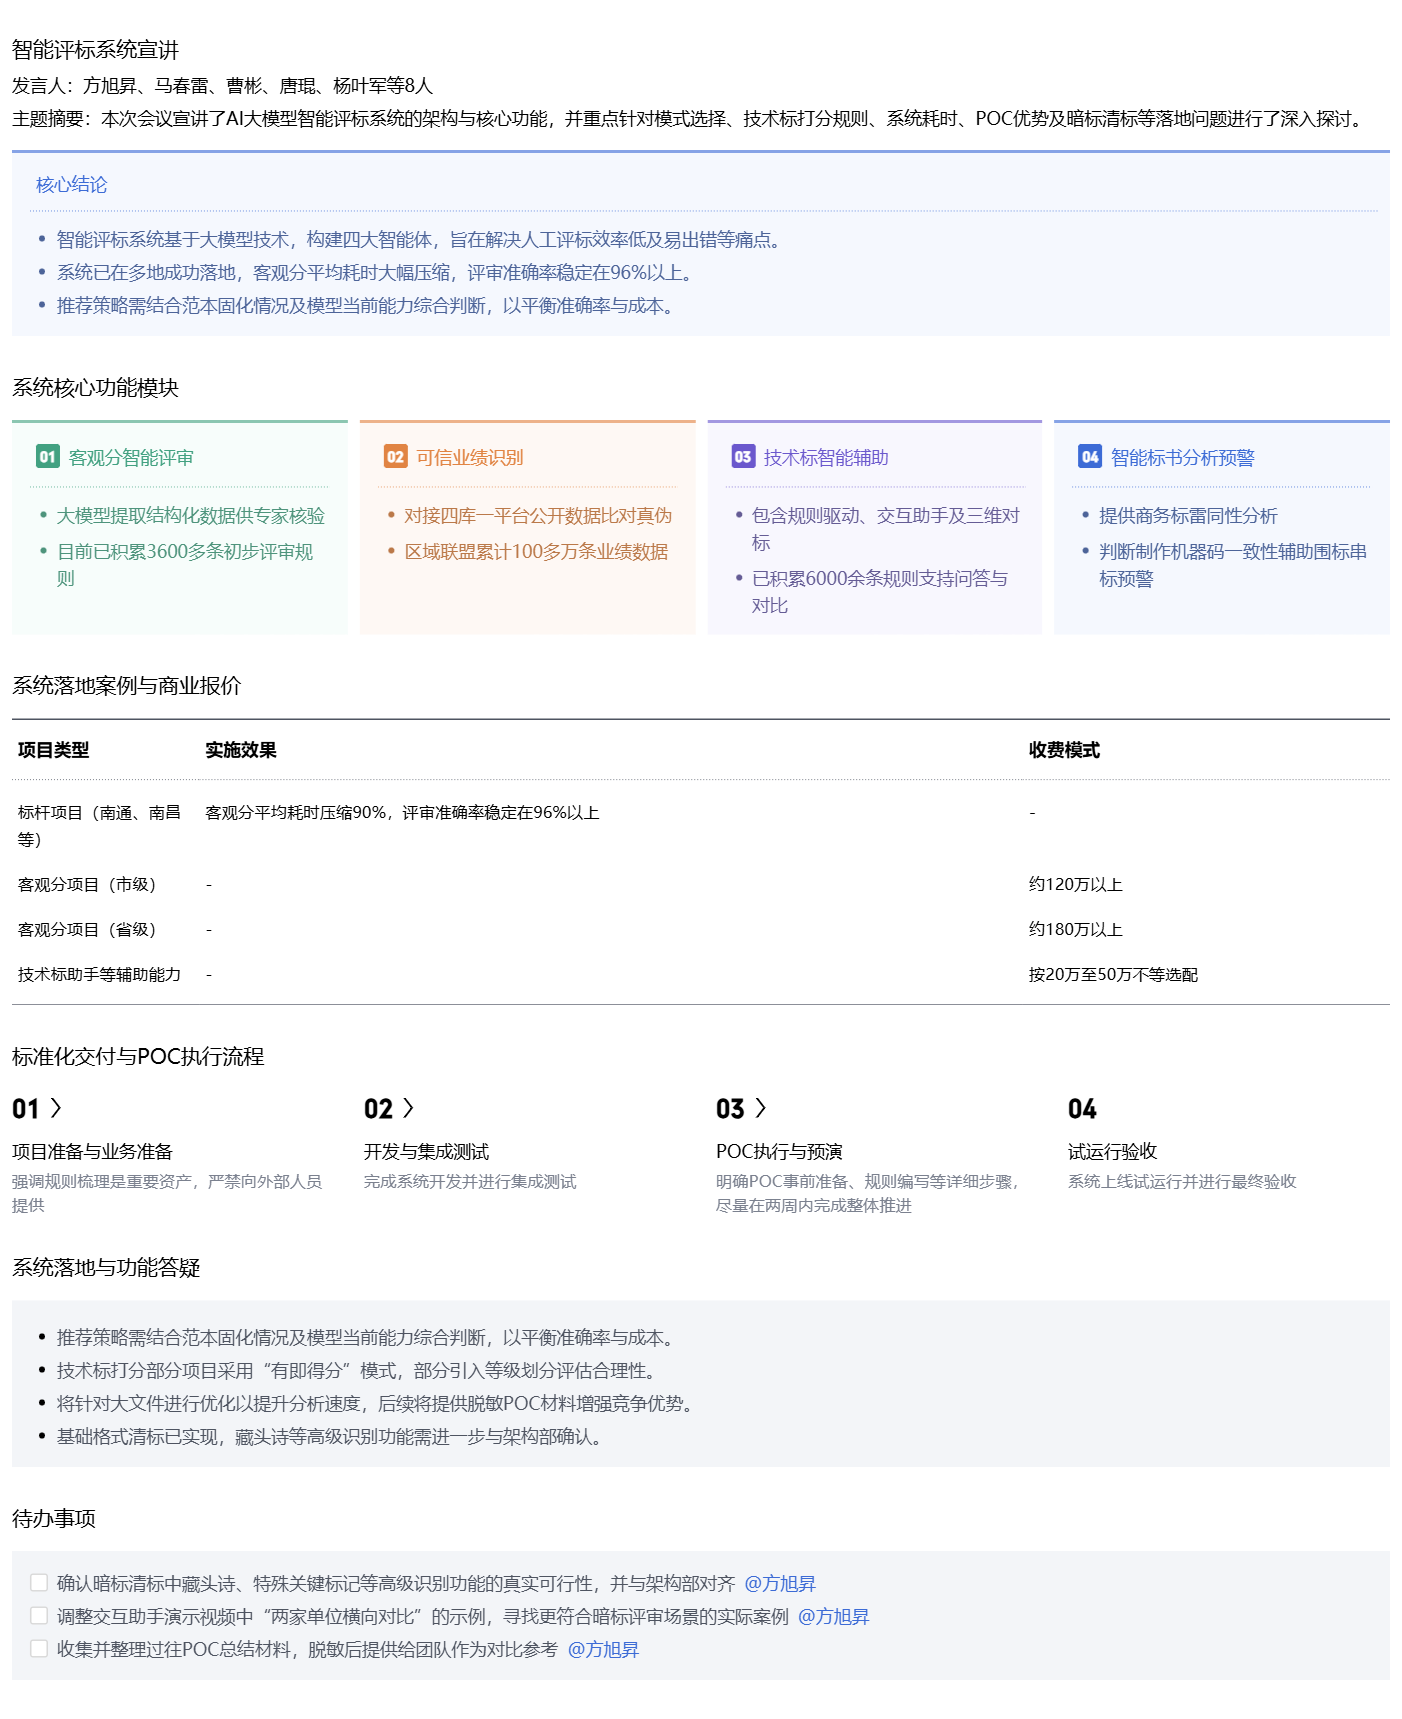 智能评标系统宣讲
发言人：方旭昇、马春雷、曹彬、唐琨、杨叶军等8人
主题摘要：本次会议宣讲了AI大模型智能评标系统的架构与核心功能，并重点针对模式选择、技术标打分规则、系统耗时、POC优势及暗标清标等落地问题进行了深入探讨。
核心结论
• 智能评标系统基于大模型技术，构建四大智能体，旨在解决人工评标效率低及易出错等痛点。
• 系统已在多地成功落地，客观分平均耗时大幅压缩，评审准确率稳定在96%以上。
• 推荐策略需结合范本固化情况及模型当前能力综合判断，以平衡准确率与成本。
系统核心功能模块
01 客观分智能评审
• 大模型提取结构化数据供专家核验
• 目前已积累3600多条初步评审规
则
02 可信业绩识别
• 对接四库一平台公开数据比对真伪
• 区域联盟累计100多万条业绩数据
03 技术标智能辅助
• 包含规则驱动、交互助手及三维对
标
• 已积累6000余条规则支持问答与
对比
04 智能标书分析预警
• 提供商务标雷同性分析
• 判断制作机器码一致性辅助围标串
标预警
系统落地案例与商业报价
项目类型 实施效果 收费模式
标杆项目（南通、南昌 客观分平均耗时压缩90%，评审准确率稳定在96%以上 -
等）
客观分项目（市级） - 约120万以上
客观分项目（省级） - 约180万以上
技术标助手等辅助能力 - 按20万至50万不等选配
标准化交付与POC执行流程
01
项目准备与业务准备
强调规则梳理是重要资产，严禁向外部人员
提供
02
开发与集成测试
完成系统开发并进行集成测试
03
POC执行与预演
明确POC事前准备、规则编写等详细步骤，
尽量在两周内完成整体推进
04
试运行验收
系统上线试运行并进行最终验收
系统落地与功能答疑
• 推荐策略需结合范本固化情况及模型当前能力综合判断，以平衡准确率与成本。
• 技术标打分部分项目采用“有即得分”模式，部分引入等级划分评估合理性。
• 将针对大文件进行优化以提升分析速度，后续将提供脱敏POC材料增强竞争优势。
• 基础格式清标已实现，藏头诗等高级识别功能需进一步与架构部确认。
待办事项
确认暗标清标中藏头诗、特殊关键标记等高级识别功能的真实可行性，并与架构部对齐 @方旭昇
调整交互助手演示视频中“两家单位横向对比”的示例，寻找更符合暗标评审场景的实际案例 @方旭昇
收集并整理过往POC总结材料，脱敏后提供给团队作为对比参考 @方旭昇